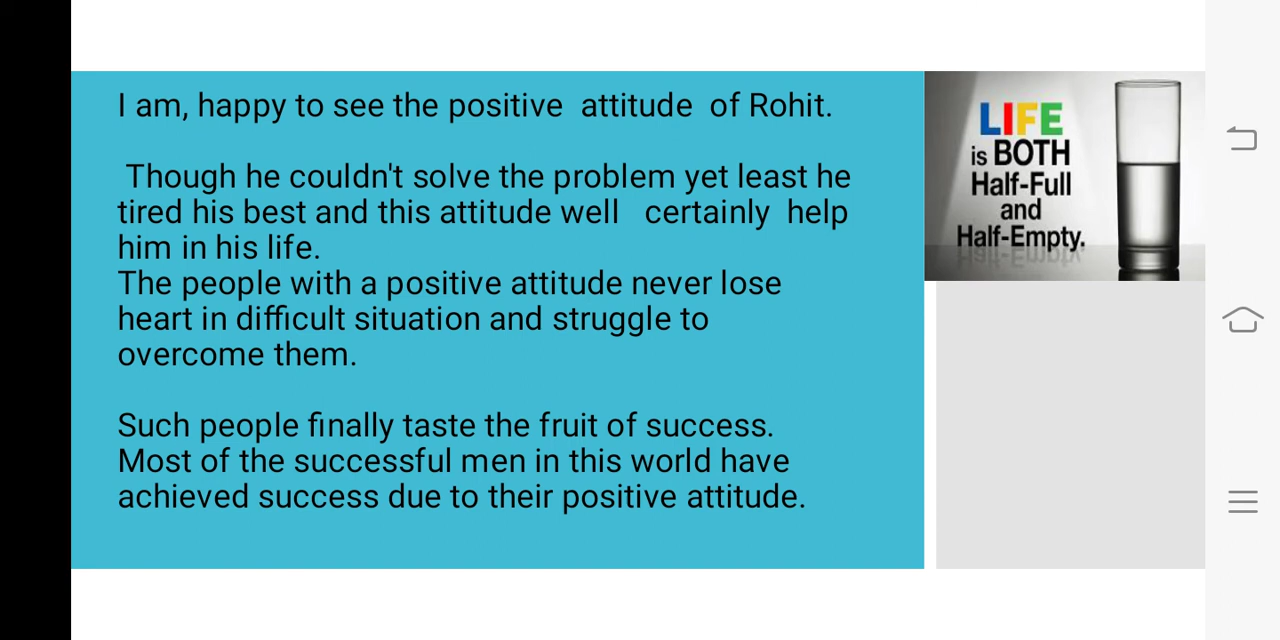 I am, happy to see the positive  attitude  of Rohit.
Though he couldn't solve the problem yet least he
tired his best and this attitude well   certainly  help
him in his life.
The people with a positive attitude never lose
heart in difficult situation and struggle to
overcome them.
Such people finally taste the fruit of success.
Most of the successful men in this world have
achieved success due to their positive attitude.
LIFE
is BOTH
Half-Full
and
Half-Empty.